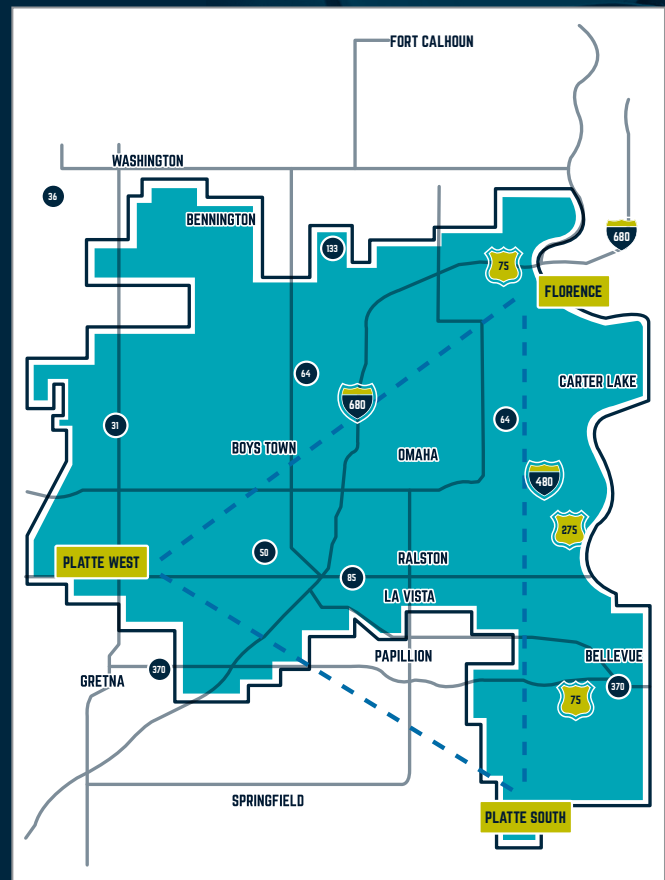 FORT CALHOUN
WASHINGTON
36
BENNINGTON
133
680
75
FLORENCE
64
CARTER LAKE
680
31
64
BOYS TOWN
OMAHA
480
275
50
PLATTE WEST
RALSTON
85
LA VISTA
PAPILLION
BELLEVUE
370
GRETNA
370
75
SPRINGFIELD
PLATTE SOUTH